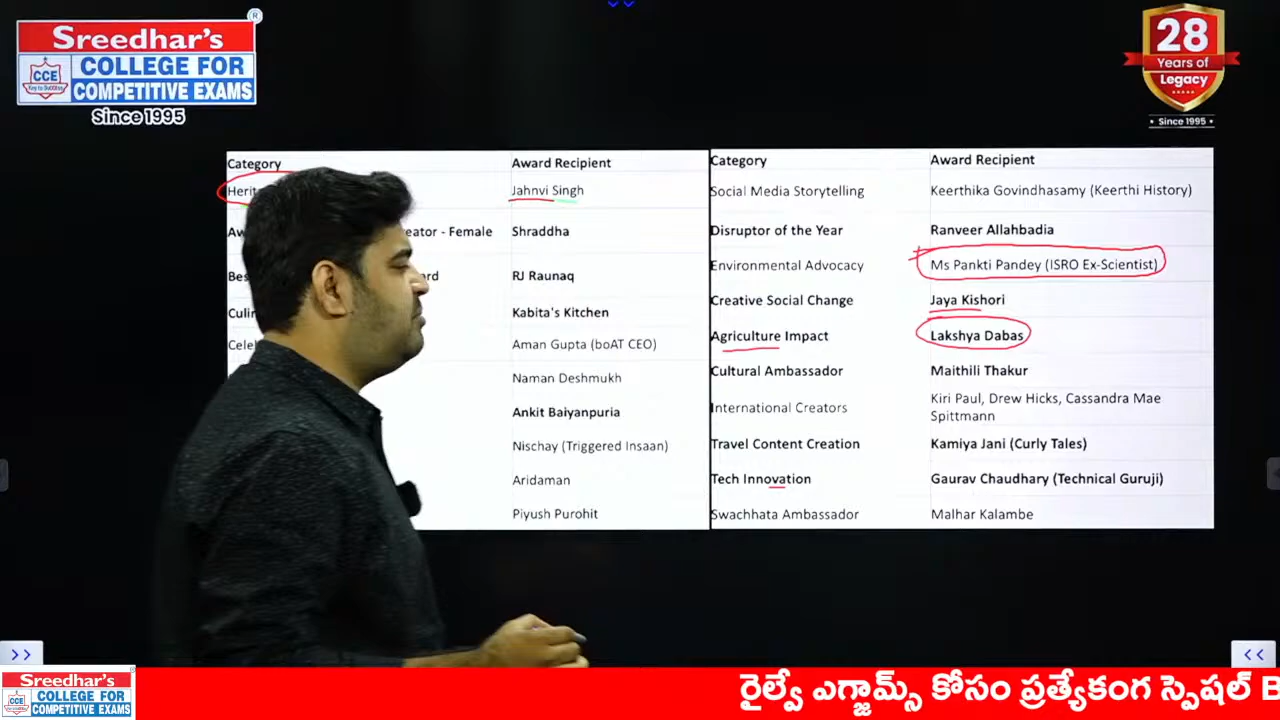 Sreedhar's
CCE
Key to Success
COLLEGE FOR
COMPETITIVE EXAMS
Since 1995
28
Years of
Legacy
Since 1995
Category
Award Recipient
Jahnvi Singh
eator - Female
Shraddha
RJ Raunaq
Kabita's Kitchen
Aman Gupta (boAT CEO)
Naman Deshmukh
Ankit Baiyanpuria
Nischay (Triggered Insaan)
Aridaman
Piyush Purohit
Category
Award Recipient
Social Media Storytelling
Keerthika Govindhasamy (Keerthi History)
Disruptor of the Year
Ranveer Allahbadia
Environmental Advocacy
Ms Pankti Pandey (ISRO Ex-Scientist)
Creative Social Change
Jaya Kishori
Agriculture Impact
Lakshya Dabas
Cultural Ambassador
Maithili Thakur
International Creators
Kiri Paul, Drew Hicks, Cassandra Mae
Spittmann
Travel Content Creation
Kamiya Jani (Curly Tales)
Tech Innovation
Gaurav Chaudhary (Technical Guruji)
Swachhata Ambassador
Malhar Kalambe
>>
<<
Sreedhar's
CCE
COLLEGE FOR
COMPETITIVE EXAMS
రైల్వే ఎగ్జామ్స్ కోసం ప్రత్యేకంగ స్పెషల్ B